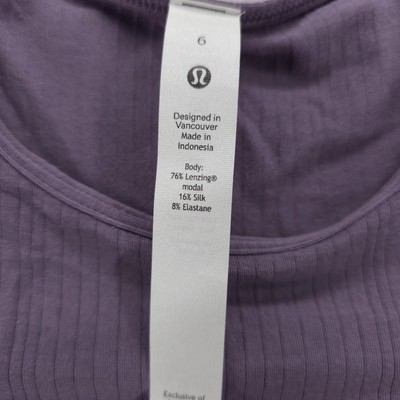 6
Designed in
Vancouver
Made in
Indonesia
Body:
76% Lenzing®
modal
16% Silk
8% Elastane
Exclusive of